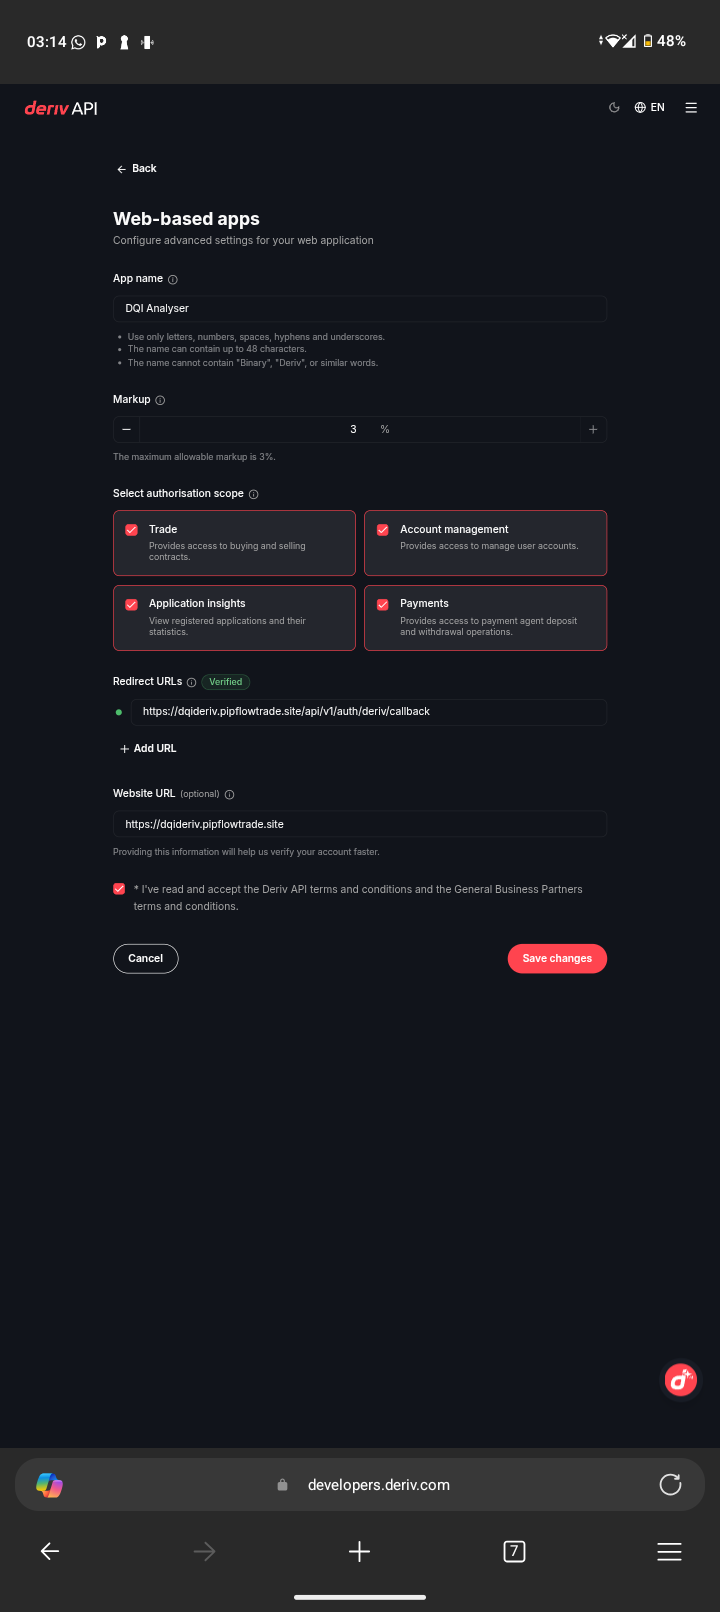 03:14
48%
deriv API
EN
Back
Web-based apps
Configure advanced settings for your web application
App name
DQI Analyser
• Use only letters, numbers, spaces, hyphens and underscores.
• The name can contain up to 48 characters.
• The name cannot contain "Binary", "Deriv", or similar words.
Markup
− 3 % +
The maximum allowable markup is 3%.
Select authorisation scope
Trade
Provides access to buying and selling
contracts.
Account management
Provides access to manage user accounts.
Application insights
View registered applications and their
statistics.
Payments
Provides access to payment agent deposit
and withdrawal operations.
Redirect URLs Verified
https://dqideriv.pipflowtrade.site/api/v1/auth/deriv/callback
+ Add URL
Website URL (optional)
https://dqideriv.pipflowtrade.site
Providing this information will help us verify your account faster.
* I've read and accept the Deriv API terms and conditions and the General Business Partners
terms and conditions.
Cancel
Save changes
developers.deriv.com
7